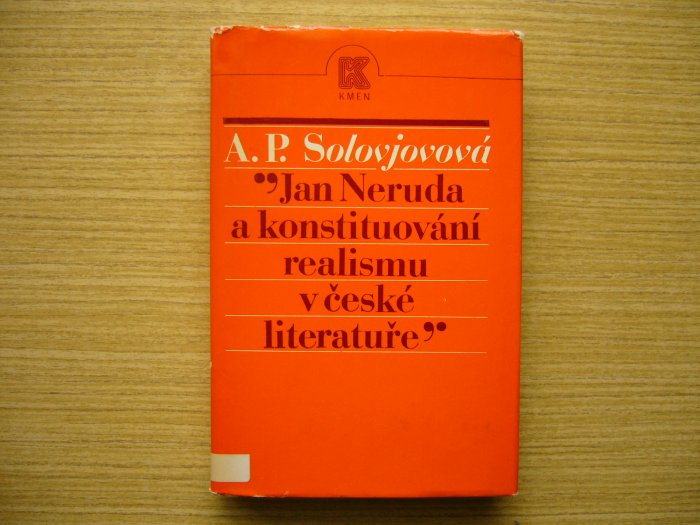 K
KMEN
A. P. Solovjovová
„Jan Neruda
a konstituování
realismu
v české
literatuře”